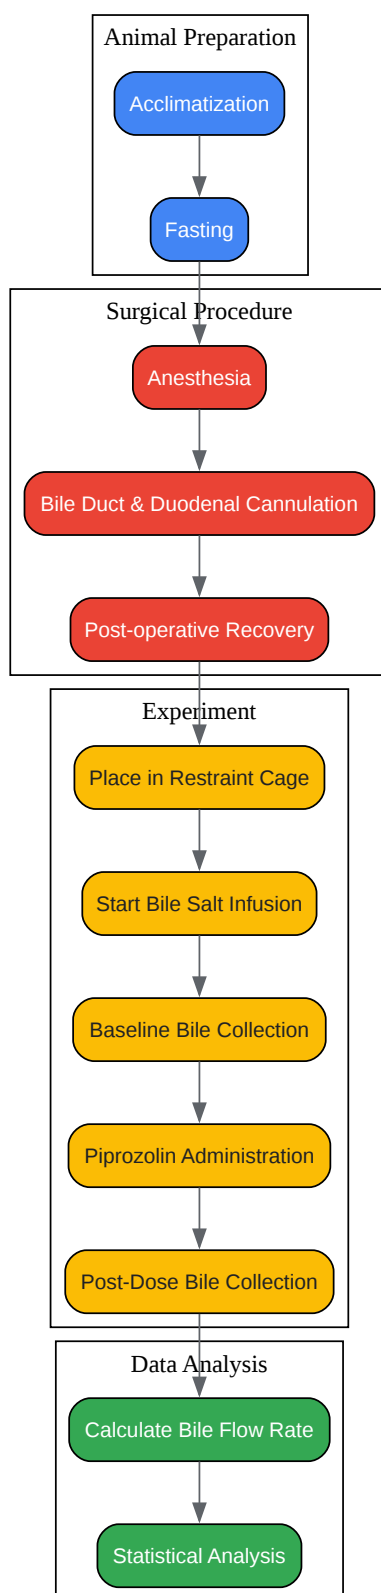 Animal Preparation
Acclimatization
Fasting
Surgical Procedure
Anesthesia
Bile Duct & Duodenal Cannulation
Post-operative Recovery
Experiment
Place in Restraint Cage
Start Bile Salt Infusion
Baseline Bile Collection
Piprozolin Administration
Post-Dose Bile Collection
Data Analysis
Calculate Bile Flow Rate
Statistical Analysis